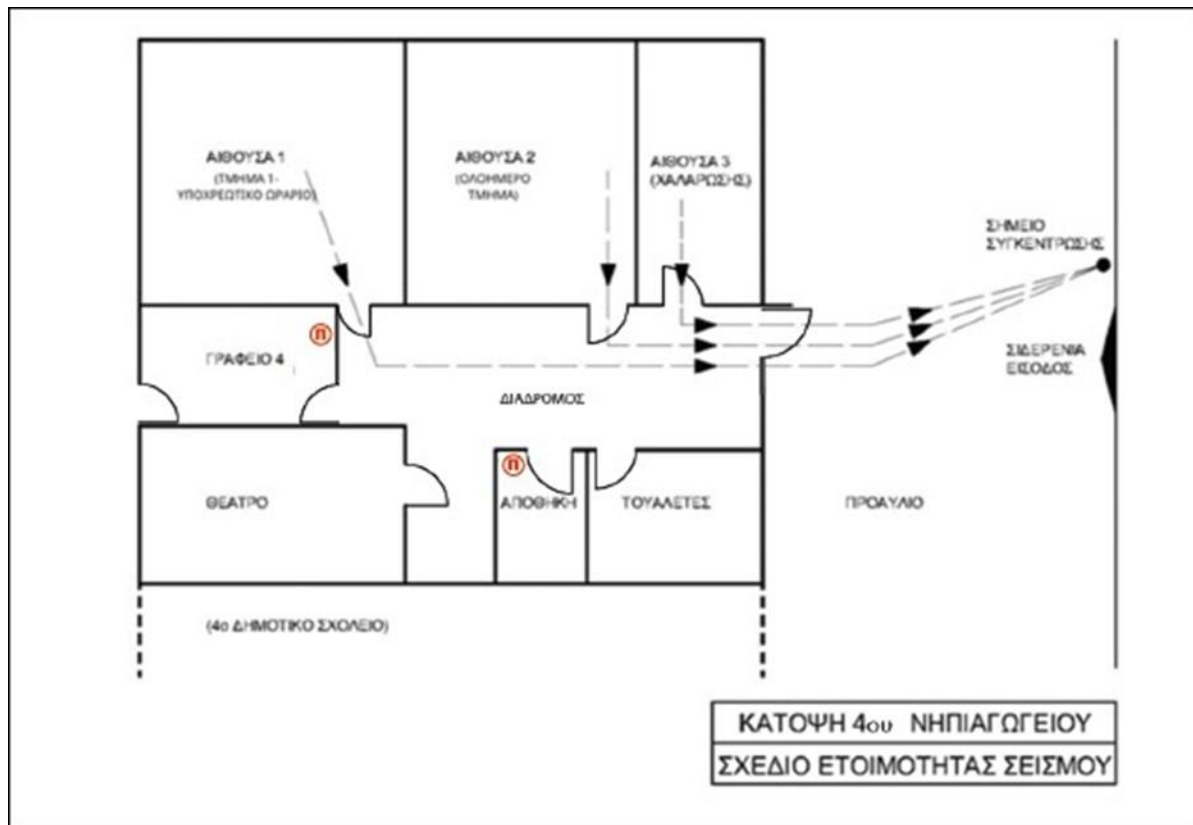 ΑΙΘΟΥΣΑ 1
(ΤΜΗΜΑ 1-
ΥΠΟΧΡΕΩΤΙΚΟ ΩΡΑΡΙΟ)
ΑΙΘΟΥΣΑ 2
(ΟΛΟΗΜΕΡΟ
ΤΜΗΜΑ)
ΑΙΘΟΥΣΑ 3
(ΧΑΛΑΡΩΣΗΣ)
ΣΗΜΕΙΟ
ΣΥΓΚΕΝΤΡΩΣΗΣ
Π
ΓΡΑΦΕΙΟ 4
ΣΙΔΕΡΕΝΙΑ
ΕΙΣΟΔΟΣ
ΔΙΑΔΡΟΜΟΣ
Π
ΘΕΑΤΡΟ
ΑΠΟΘΗΚΗ
ΤΟΥΑΛΕΤΕΣ
ΠΡΟΑΥΛΙΟ
(4ο ΔΗΜΟΤΙΚΟ ΣΧΟΛΕΙΟ)
ΚΑΤΟΨΗ 4ου ΝΗΠΙΑΓΩΓΕΙΟΥ
ΣΧΕΔΙΟ ΕΤΟΙΜΟΤΗΤΑΣ ΣΕΙΣΜΟΥ